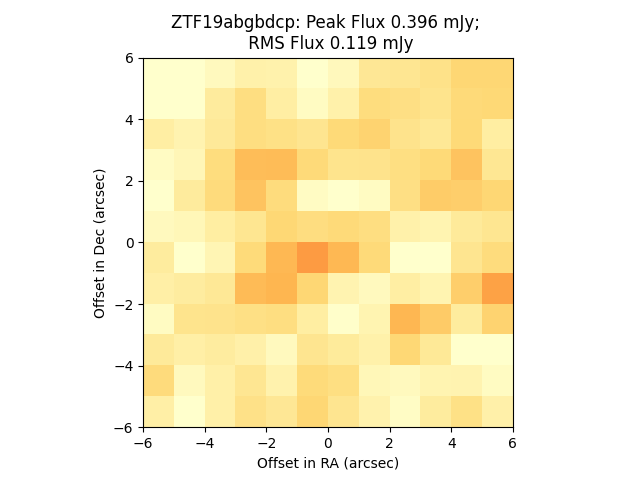 ZTF19abgbdcp: Peak Flux 0.396 mJy;
RMS Flux 0.119 mJy
6
4
2
0
−2
−4
−6
Offset in Dec (arcsec)
−6 −4 −2 0 2 4 6
Offset in RA (arcsec)